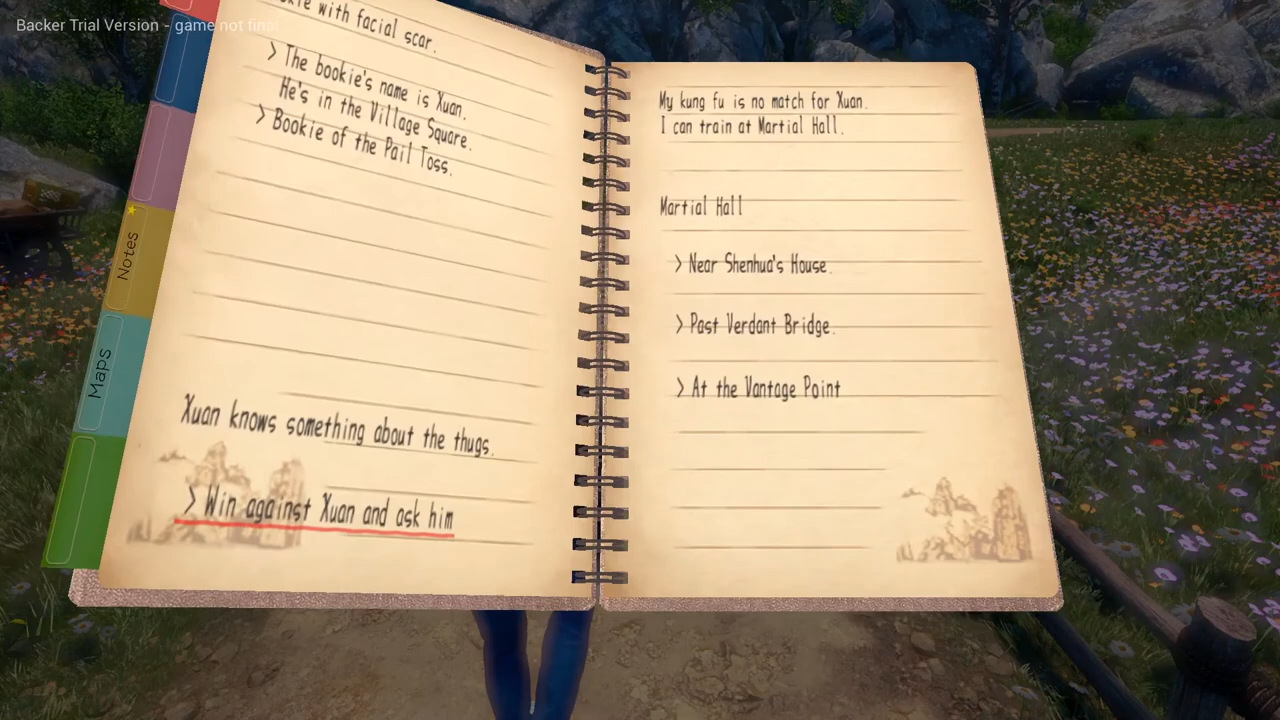 Backer Trial Version - game not final
with facial scar.
> The bookie's name is Xuan.
He's in the Village Square.
> Bookie of the Pail Toss.
Xuan knows something about the thugs.
> Win against Xuan and ask him
Notes
Maps
My kung fu is no match for Xuan.
I can train at Martial Hall.
Martial Hall
> Near Shenhua's House.
> Past Verdant Bridge.
> At the Vantage Point